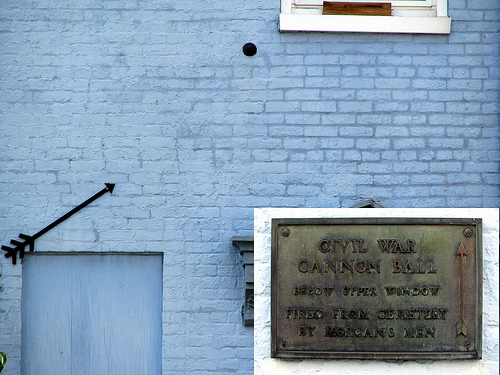 CIVIL WAR
CANNON BALL
BELOW UPPER WINDOW
FIRED FROM CEMETERY
BY MORGAN'S MEN